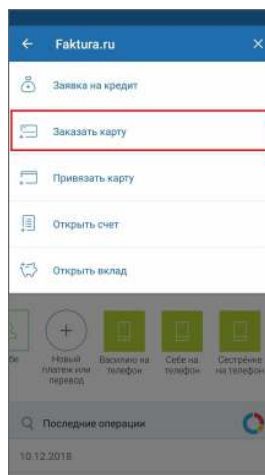 Faktura.ru
Заявка на кредит
Заказать карту
Привязать карту
Открыть счет
Открыть вклад
Новый платеж или перевод
Василию на телефон
Себе на телефон
Сестрёнке на телефон
Последние операции
10.12.2018